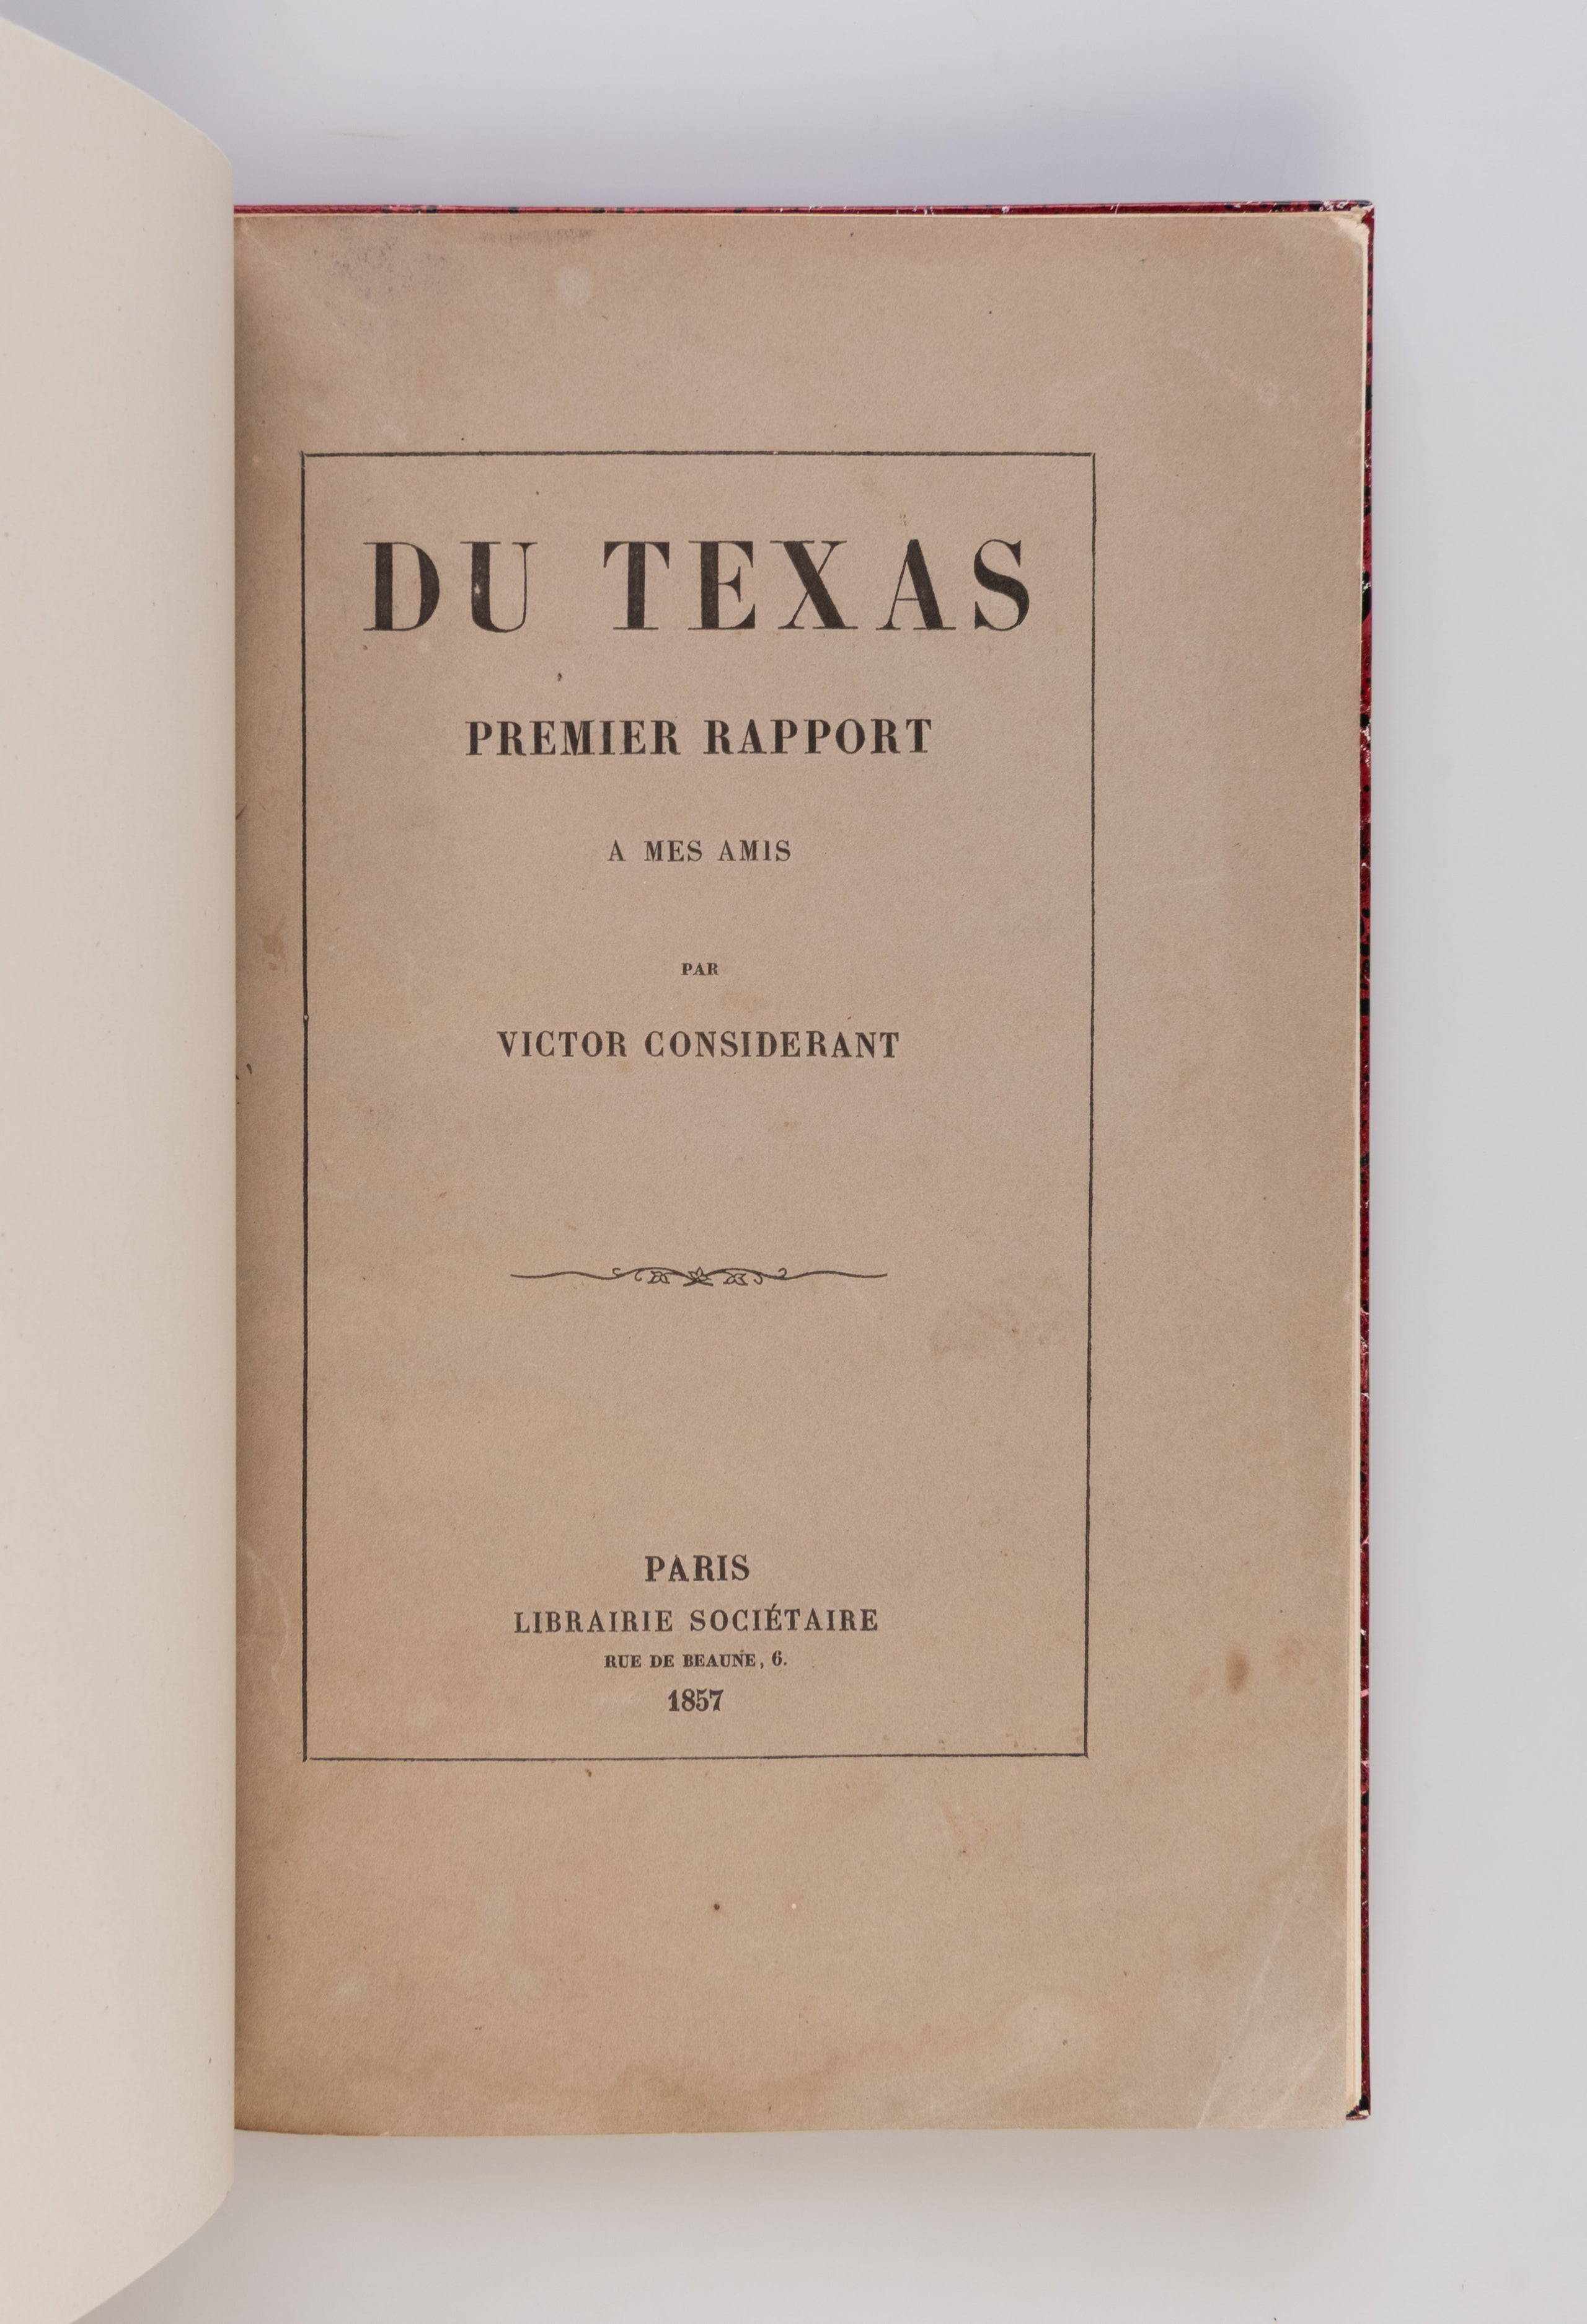 DU TEXAS
PREMIER RAPPORT
A MES AMIS
PAR
VICTOR CONSIDERANT
PARIS
LIBRAIRIE SOCIÉTAIRE
RUE DE BEAUNE, 6.
1857